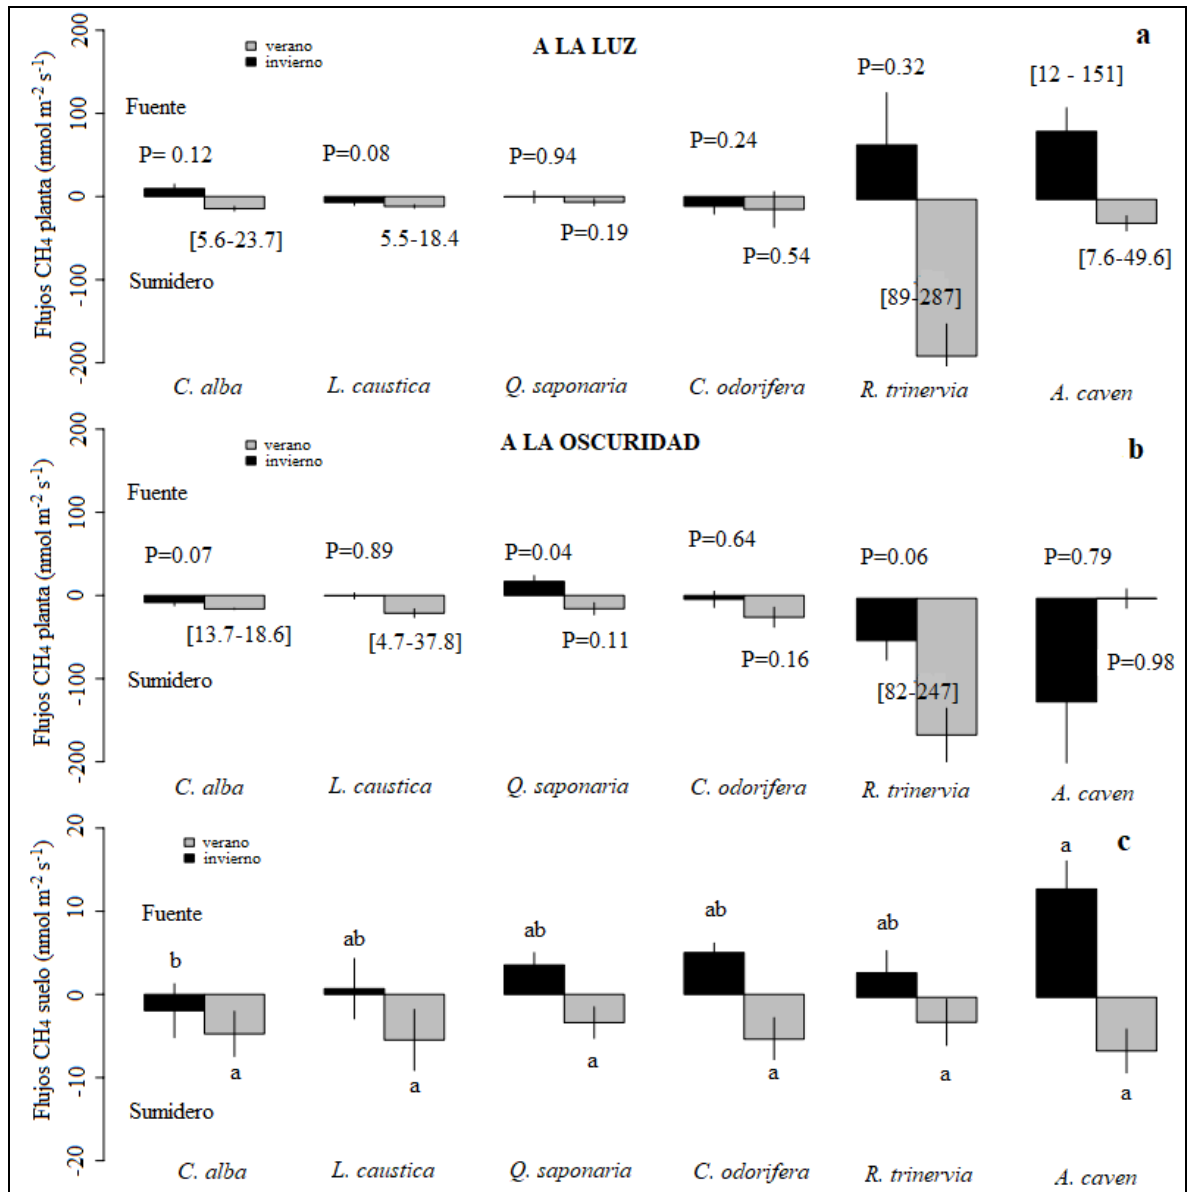 200
100
0
-100
-200
Flujos CH4 planta (nmol m-2 s-1)
verano
invierno
A LA LUZ
a
Fuente
Sumidero
P= 0.12
P=0.08
P=0.94
P=0.24
P=0.32
[12 - 151]
[5.6-23.7]
5.5-18.4
P=0.19
P=0.54
[89-287]
[7.6-49.6]
C. alba
L. caustica
Q. saponaria
C. odorifera
R. trinervia
A. caven
200
100
0
-100
-200
Flujos CH4 planta (nmol m-2 s-1)
verano
invierno
A LA OSCURIDAD
b
Fuente
Sumidero
P=0.07
P=0.89
P=0.04
P=0.64
P=0.06
P=0.79
[13.7-18.6]
[4.7-37.8]
P=0.11
P=0.16
[82-247]
P=0.98
C. alba
L. caustica
Q. saponaria
C. odorifera
R. trinervia
A. caven
20
10
0
-10
-20
Flujos CH4 suelo (nmol m-2 s-1)
verano
invierno
c
Fuente
Sumidero
b
ab
ab
ab
ab
a
a
a
a
a
a
a
C. alba
L. caustica
Q. saponaria
C. odorifera
R. trinervia
A. caven